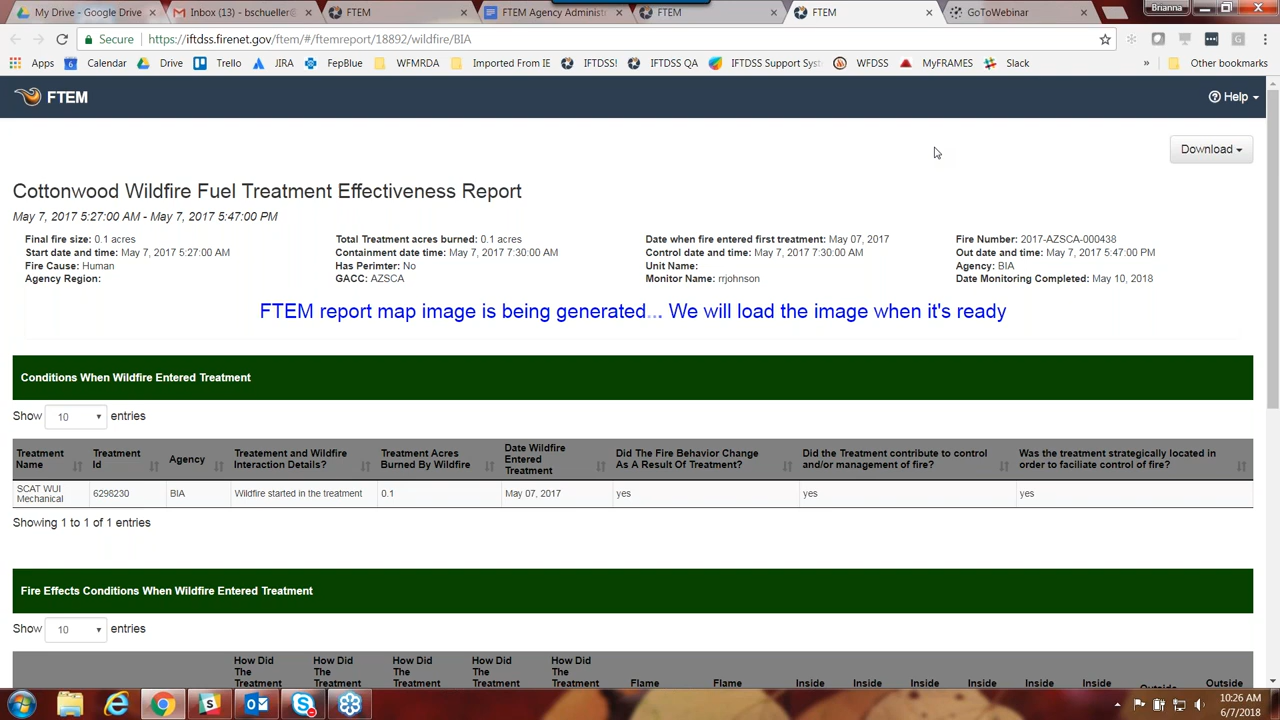 My Drive - Google Drive
Inbox (13) - bschueller@
FTEM
FTEM Agency Administ
FTEM
FTEM
GoToWebinar
Brianna
Secure
https://iftdss.firenet.gov/ftem/#/ftemreport/18892/wildfire/BIA
Apps
Calendar
Drive
Trello
JIRA
FepBlue
WFMRDA
Imported From IE
IFTDSS!
IFTDSS QA
IFTDSS Support Syst
WFDSS
MyFRAMES
Slack
»
Other bookmarks
FTEM
Help
Download
Cottonwood Wildfire Fuel Treatment Effectiveness Report
May 7, 2017 5:27:00 AM - May 7, 2017 5:47:00 PM
Final fire size: 0.1 acres
Total Treatment acres burned: 0.1 acres
Date when fire entered first treatment: May 07, 2017
Fire Number: 2017-AZSCA-000438
Start date and time: May 7, 2017 5:27:00 AM
Containment date time: May 7, 2017 7:30:00 AM
Control date and time: May 7, 2017 7:30:00 AM
Out date and time: May 7, 2017 5:47:00 PM
Fire Cause: Human
Has Perimter: No
Unit Name:
Agency: BIA
Agency Region:
GACC: AZSCA
Monitor Name: rrjohnson
Date Monitoring Completed: May 10, 2018
FTEM report map image is being generated... We will load the image when it's ready
Conditions When Wildfire Entered Treatment
Show 10 entries
Treatment Name
Treatment Id
Agency
Treatement and Wildfire Interaction Details?
Treatment Acres Burned By Wildfire
Date Wildfire Entered Treatment
Did The Fire Behavior Change As A Result Of Treatment?
Did the Treatment contribute to control and/or management of fire?
Was the treatment strategically located in order to faciliate control of fire?
SCAT WUI Mechanical
6298230
BIA
Wildfire started in the treatment
0.1
May 07, 2017
yes
yes
yes
Showing 1 to 1 of 1 entries
Fire Effects Conditions When Wildfire Entered Treatment
Show 10 entries
How Did The Treatment
How Did The Treatment
How Did The Treatment
How Did The Treatment
How Did The Treatment
Flame
Flame
Inside
Inside
Inside
Inside
Inside
Inside
Outside
Outside
10:26 AM
6/7/2018